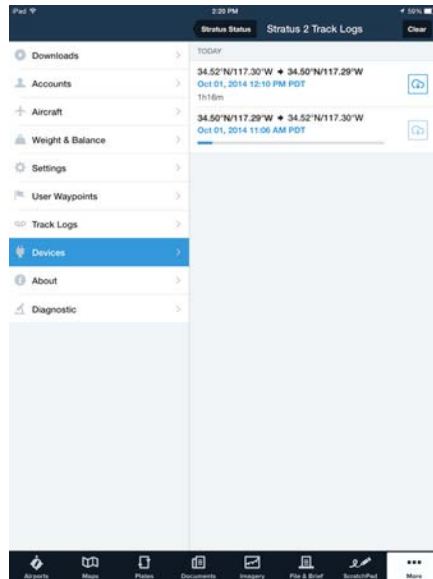 iPad
2:20 PM
59%
Stratus Status
Stratus 2 Track Logs
Clear
Downloads
Accounts
Aircraft
Weight & Balance
Settings
User Waypoints
Track Logs
Devices
About
Diagnostic
TODAY
34.52°N/117.30°W → 34.50°N/117.29°W
Oct 01, 2014 12:10 PM PDT
1h16m
34.50°N/117.29°W → 34.52°N/117.30°W
Oct 01, 2014 11:06 AM PDT
Airports
Maps
Plates
Documents
Imagery
File & Brief
ScratchPad
More